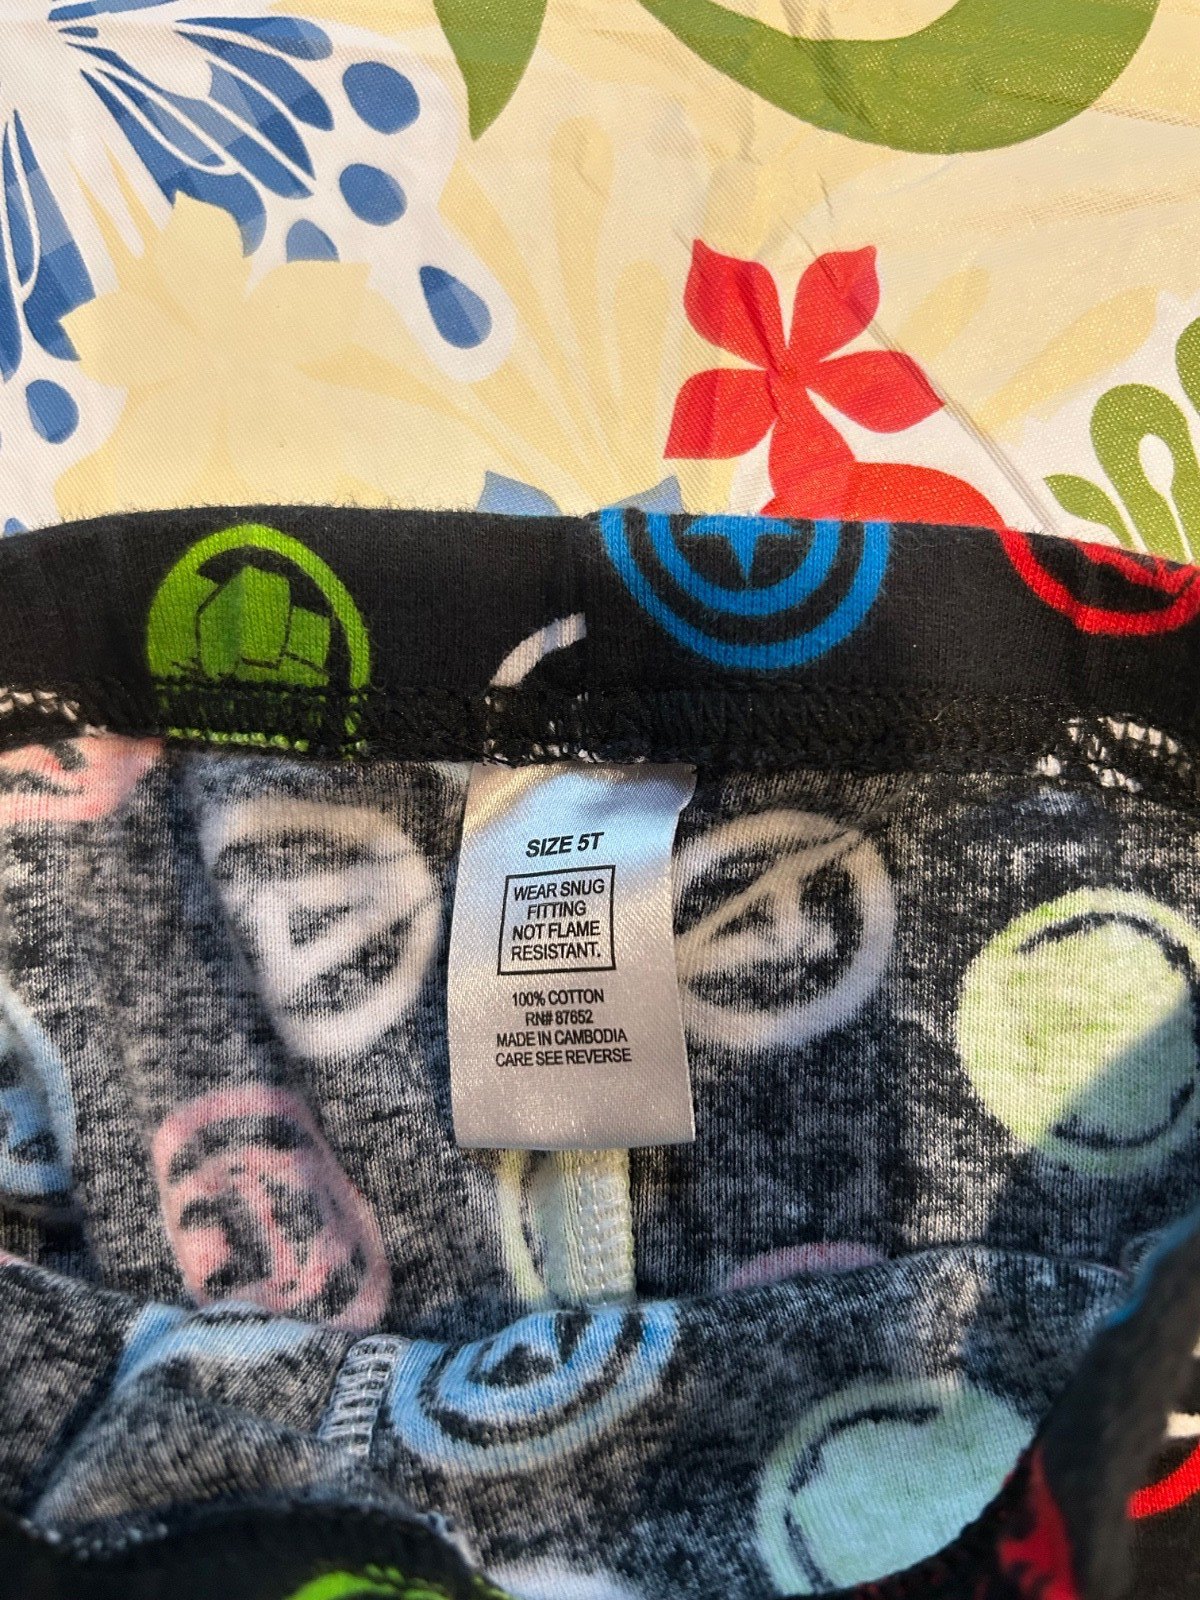 SIZE 5T
WEAR SNUG
FITTING
NOT FLAME
RESISTANT.
100% COTTON
RN# 87652
MADE IN CAMBODIA
CARE SEE REVERSE